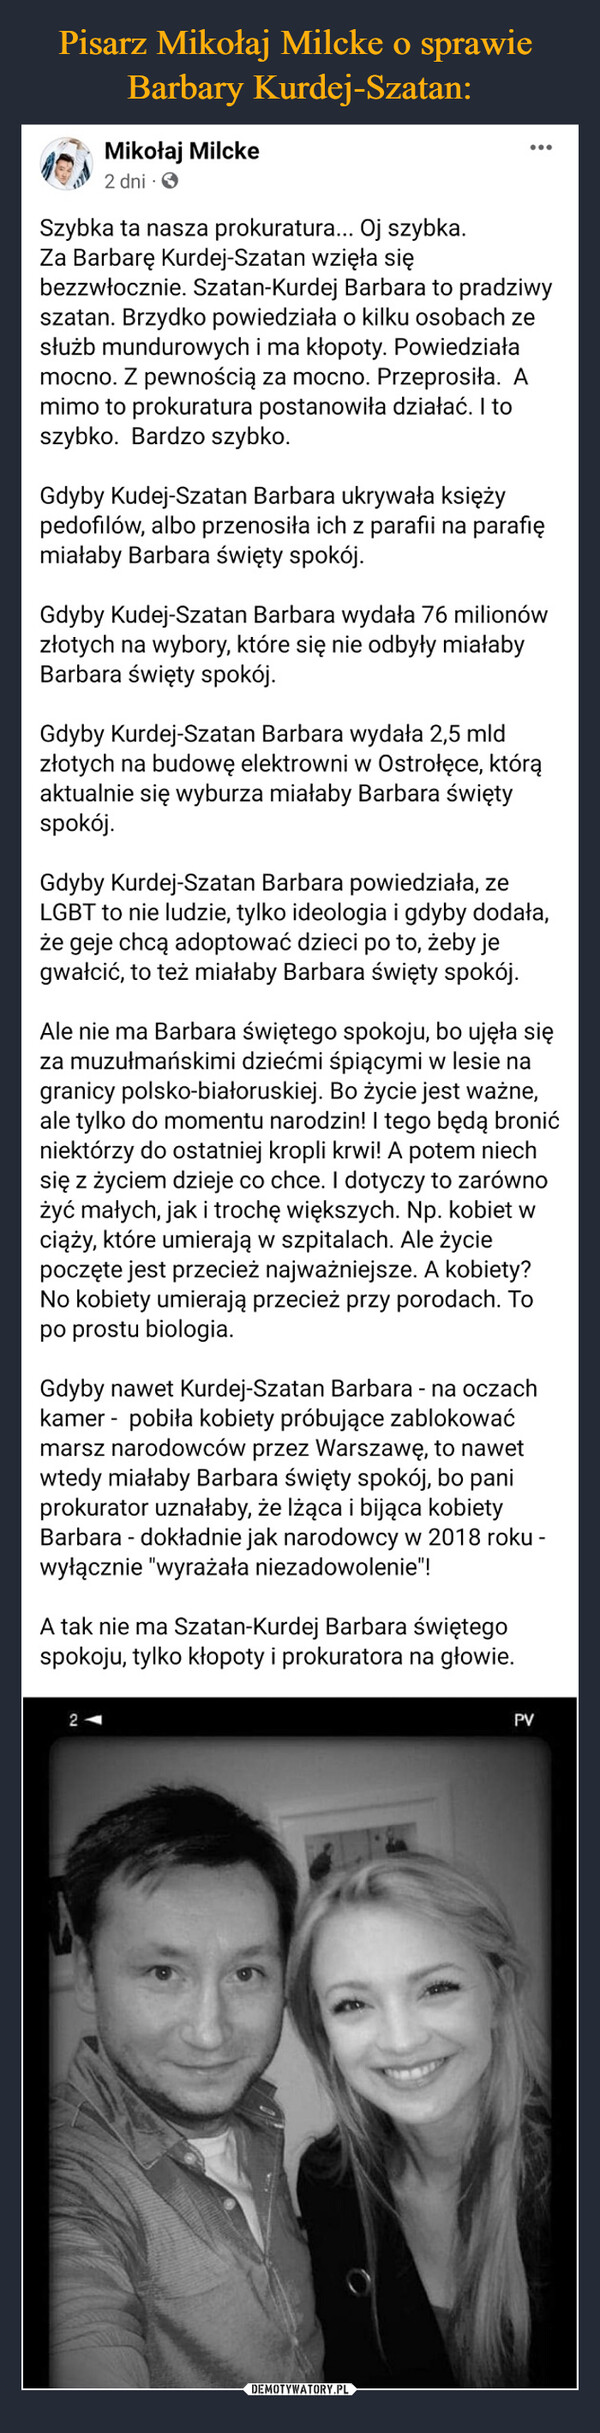 Pisarz Mikołaj Milcke o sprawie
Barbary Kurdej-Szatan:
Mikołaj Milcke
2 dni ·
Szybka ta nasza prokuratura... Oj szybka.
Za Barbarę Kurdej-Szatan wzięła się
bezzwłocznie. Szatan-Kurdej Barbara to pradziwy
szatan. Brzydko powiedziała o kilku osobach ze
służb mundurowych i ma kłopoty. Powiedziała
mocno. Z pewnością za mocno. Przeprosiła.  A
mimo to prokuratura postanowiła działać. I to
szybko.  Bardzo szybko.
Gdyby Kudej-Szatan Barbara ukrywała księży
pedofilów, albo przenosiła ich z parafii na parafię
miałaby Barbara święty spokój.
Gdyby Kudej-Szatan Barbara wydała 76 milionów
złotych na wybory, które się nie odbyły miałaby
Barbara święty spokój.
Gdyby Kurdej-Szatan Barbara wydała 2,5 mld
złotych na budowę elektrowni w Ostrołęce, którą
aktualnie się wyburza miałaby Barbara święty
spokój.
Gdyby Kurdej-Szatan Barbara powiedziała, ze
LGBT to nie ludzie, tylko ideologia i gdyby dodała,
że geje chcą adoptować dzieci po to, żeby je
gwałcić, to też miałaby Barbara święty spokój.
Ale nie ma Barbara świętego spokoju, bo ujęła się
za muzułmańskimi dziećmi śpiącymi w lesie na
granicy polsko-białoruskiej. Bo życie jest ważne,
ale tylko do momentu narodzin! I tego będą bronić
niektórzy do ostatniej kropli krwi! A potem niech
się z życiem dzieje co chce. I dotyczy to zarówno
żyć małych, jak i trochę większych. Np. kobiet w
ciąży, które umierają w szpitalach. Ale życie
poczęte jest przecież najważniejsze. A kobiety?
No kobiety umierają przecież przy porodach. To
po prostu biologia.
Gdyby nawet Kurdej-Szatan Barbara - na oczach
kamer -  pobiła kobiety próbujące zablokować
marsz narodowców przez Warszawę, to nawet
wtedy miałaby Barbara święty spokój, bo pani
prokurator uznałaby, że lżąca i bijąca kobiety
Barbara - dokładnie jak narodowcy w 2018 roku -
wyłącznie "wyrażała niezadowolenie"!
A tak nie ma Szatan-Kurdej Barbara świętego
spokoju, tylko kłopoty i prokuratora na głowie.
2 PV
DEMOTYWATORY.PL